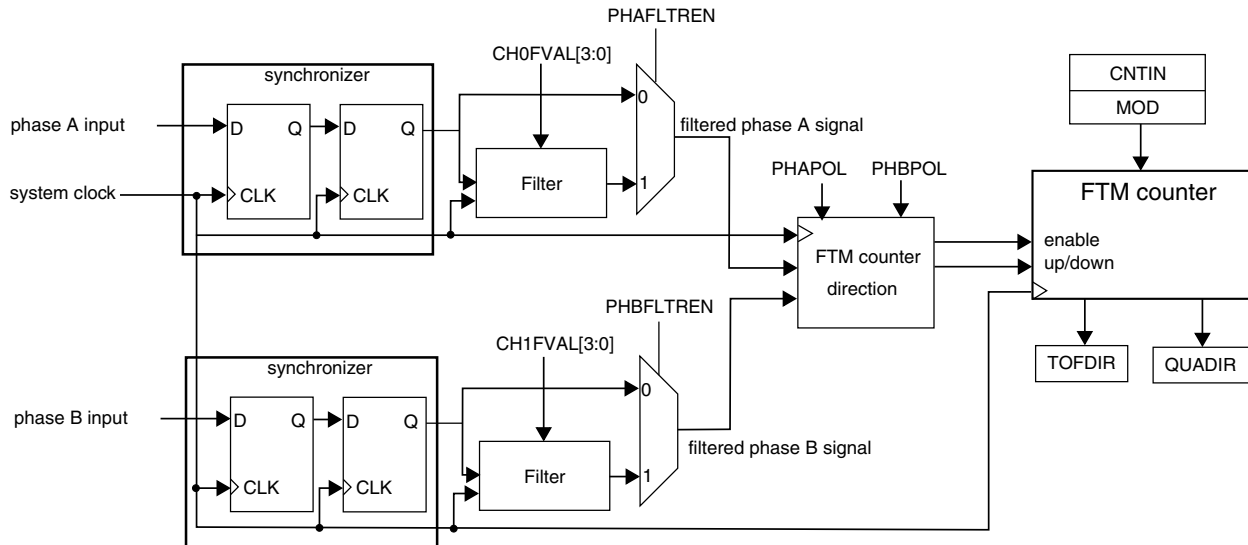 PHAFLTREN
CH0FVAL[3:0]
synchronizer
CNTIN
MOD
0
phase A input
D
Q
D
Q
filtered phase A signal
Filter
1
system clock
CLK
CLK
PHAPOL
PHBPOL
FTM counter
enable
up/down
FTM counter
direction
PHBFLTREN
CH1FVAL[3:0]
synchronizer
TOFDIR
QUADIR
0
phase B input
D
Q
D
Q
filtered phase B signal
Filter
1
CLK
CLK